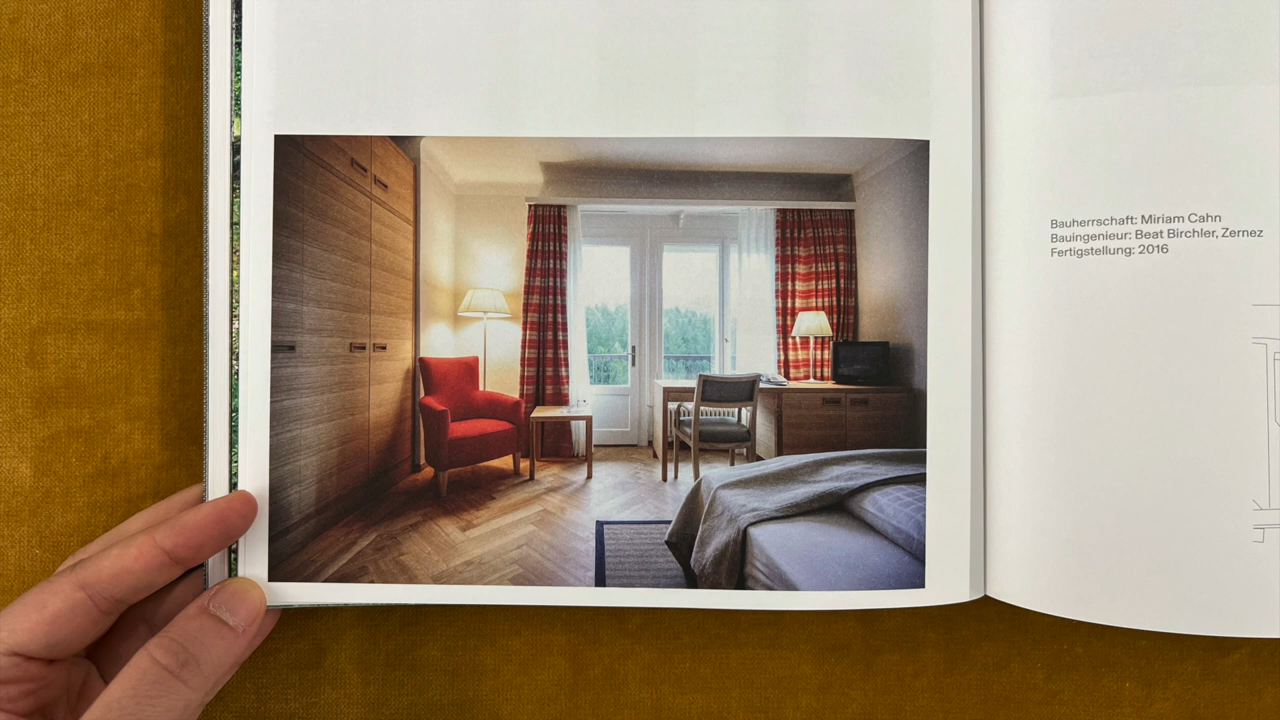 Bauherrschaft: Miriam Cahn
Bauingenieur: Beat Birchler, Zernez
Fertigstellung: 2016